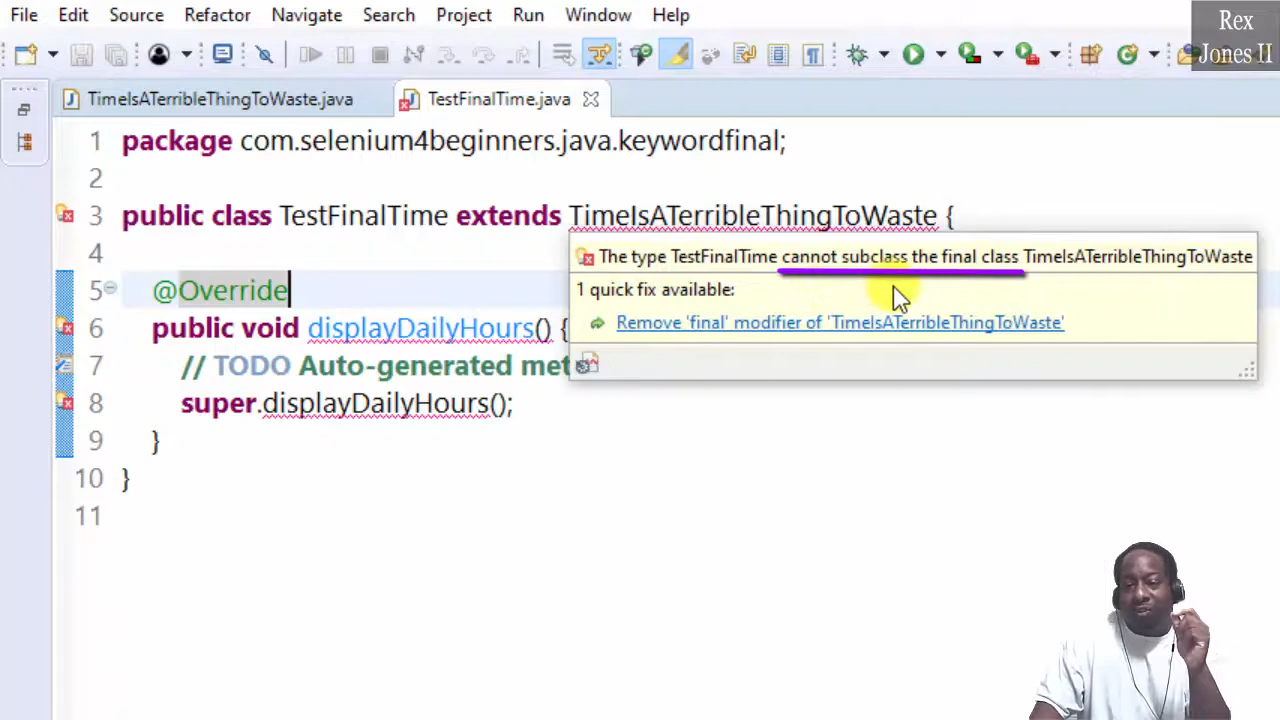 File Edit Source Refactor Navigate Search Project Run Window Help
Rex
Jones II
TimeIsATerribleThingToWaste.java
TestFinalTime.java
1 package com.selenium4beginners.java.keywordfinal;
2
3 public class TestFinalTime extends TimeIsATerribleThingToWaste {
4
The type TestFinalTime cannot subclass the final class TimeIsATerribleThingToWaste
5 @Override
1 quick fix available:
6 public void displayDailyHours() {
Remove 'final' modifier of 'TimeIsATerribleThingToWaste'
7 // TODO Auto-generated met
8 super.displayDailyHours();
9 }
10 }
11